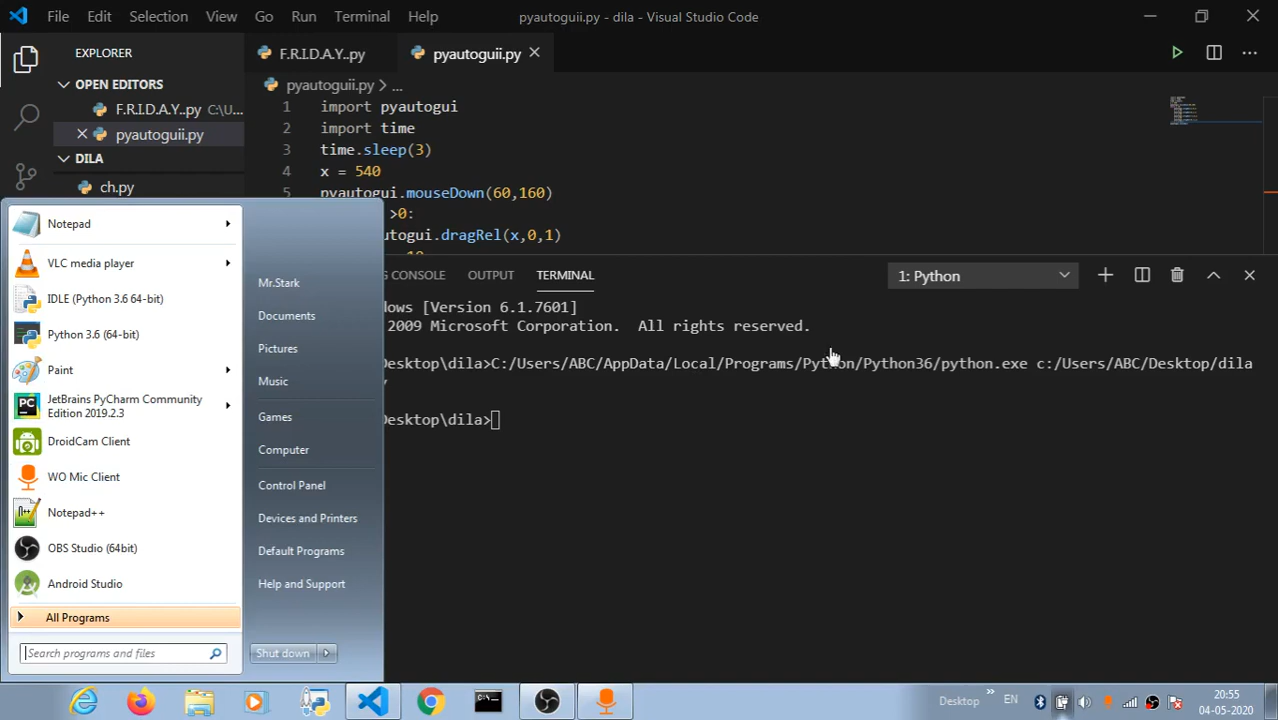 File Edit Selection View Go Run Terminal Help pyautoguii.py - dila - Visual Studio Code
EXPLORER
OPEN EDITORS
F.R.I.D.A.Y..py C:\U...
pyautoguii.py
DILA
ch.py
F.R.I.D.A.Y..py pyautoguii.py
pyautoguii.py > ...
1 import pyautogui
2 import time
3 time.sleep(3)
4 x = 540
5 pyautogui.mouseDown(60,160)
>0:
utogui.dragRel(x,0,1)
CONSOLE OUTPUT TERMINAL 1: Python
ows [Version 6.1.7601]
2009 Microsoft Corporation. All rights reserved.
Desktop\dila>C:/Users/ABC/AppData/Local/Programs/Python/Python36/python.exe c:/Users/ABC/Desktop/dila
Desktop\dila>
Notepad
VLC media player
IDLE (Python 3.6 64-bit)
Python 3.6 (64-bit)
Paint
JetBrains PyCharm Community
Edition 2019.2.3
DroidCam Client
WO Mic Client
Notepad++
OBS Studio (64bit)
Android Studio
All Programs
Search programs and files
Mr.Stark
Documents
Pictures
Music
Games
Computer
Control Panel
Devices and Printers
Default Programs
Help and Support
Shut down
Desktop » EN
20:55
04-05-2020